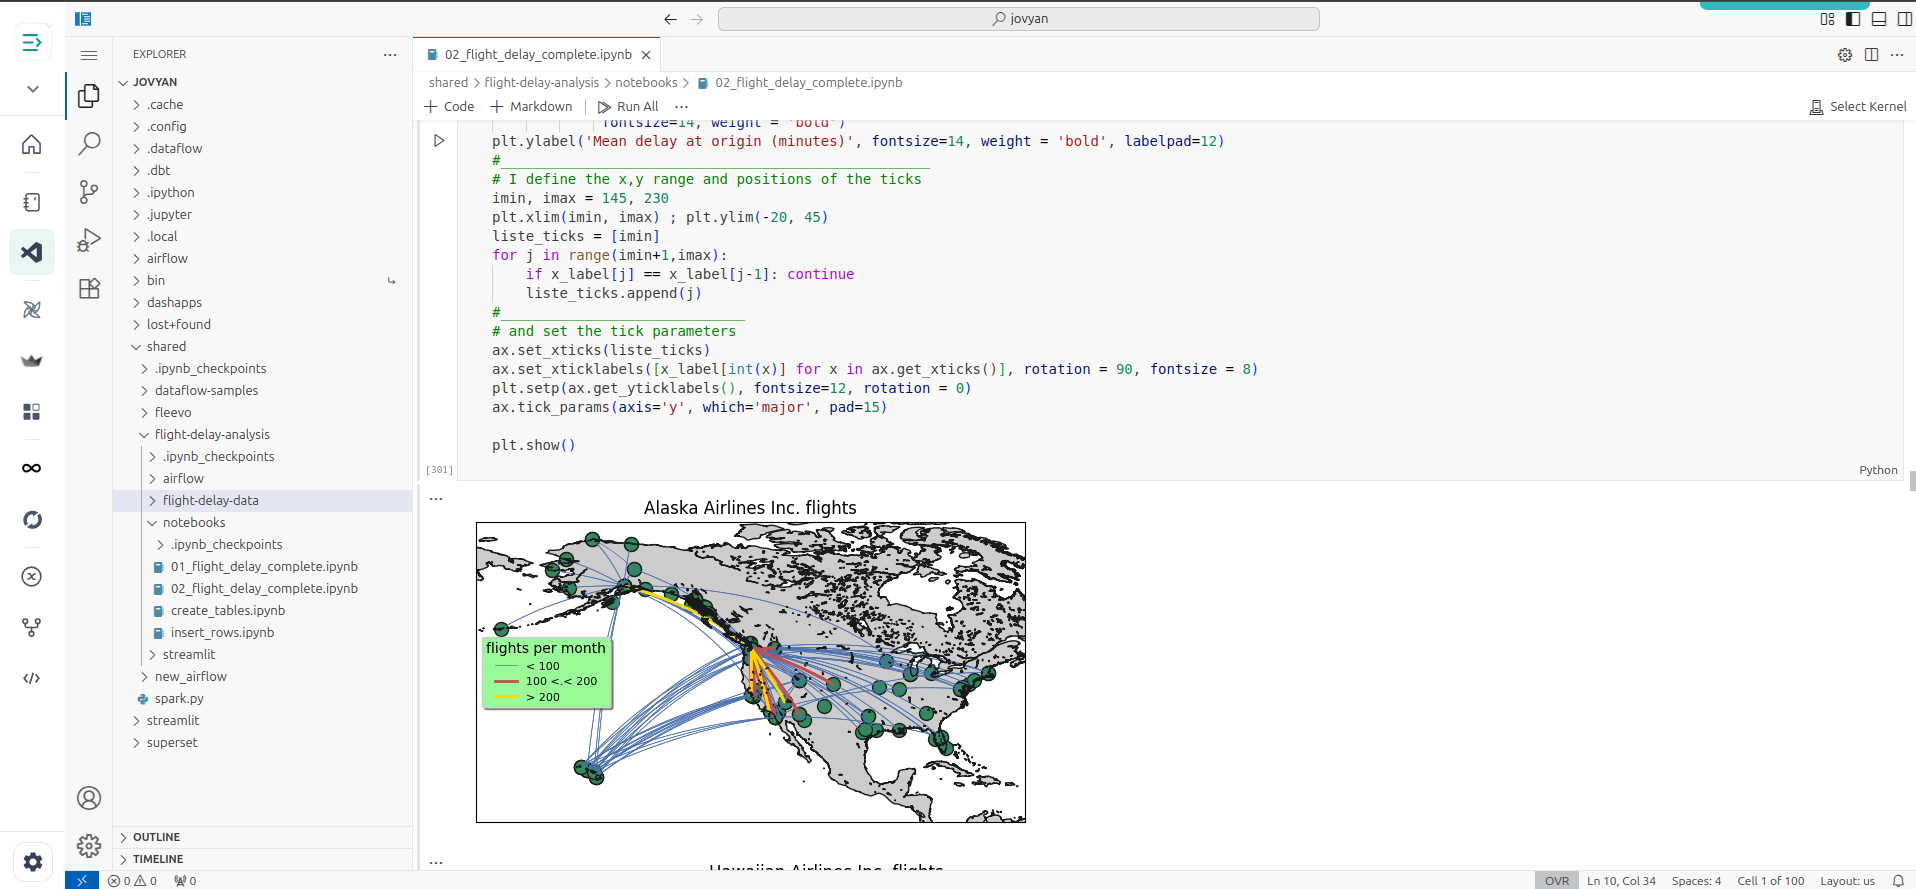 jovyan
EXPLORER
JOVYAN
.cache
.config
.dataflow
.dbt
.ipython
.jupyter
.local
airflow
bin
dashapps
lost+found
shared
.ipynb_checkpoints
dataflow-samples
fleevo
flight-delay-analysis
.ipynb_checkpoints
airflow
flight-delay-data
notebooks
.ipynb_checkpoints
01_flight_delay_complete.ipynb
02_flight_delay_complete.ipynb
create_tables.ipynb
insert_rows.ipynb
streamlit
new_airflow
spark.py
streamlit
superset
OUTLINE
TIMELINE
02_flight_delay_complete.ipynb
shared > flight-delay-analysis > notebooks > 02_flight_delay_complete.ipynb
+ Code + Markdown Run All ...
Select Kernel
fontsize=14, weight = 'bold')
plt.ylabel('Mean delay at origin (minutes)', fontsize=14, weight = 'bold', labelpad=12)
#___________________________________________________
# I define the x,y range and positions of the ticks
imin, imax = 145, 230
plt.xlim(imin, imax) ; plt.ylim(-20, 45)
liste_ticks = [imin]
for j in range(imin+1,imax):
    if x_label[j] == x_label[j-1]: continue
    liste_ticks.append(j)
#_____________________________
# and set the tick parameters
ax.set_xticks(liste_ticks)
ax.set_xticklabels([x_label[int(x)] for x in ax.get_xticks()], rotation = 90, fontsize = 8)
plt.setp(ax.get_yticklabels(), fontsize=12, rotation = 0)
ax.tick_params(axis='y', which='major', pad=15)
plt.show()
[301]
Python
...
Alaska Airlines Inc. flights
flights per month
< 100
100 <.< 200
> 200
...
Hawaiian Airlines Inc. flights
0 0 0
OVR Ln 10, Col 34 Spaces: 4 Cell 1 of 100 Layout: us